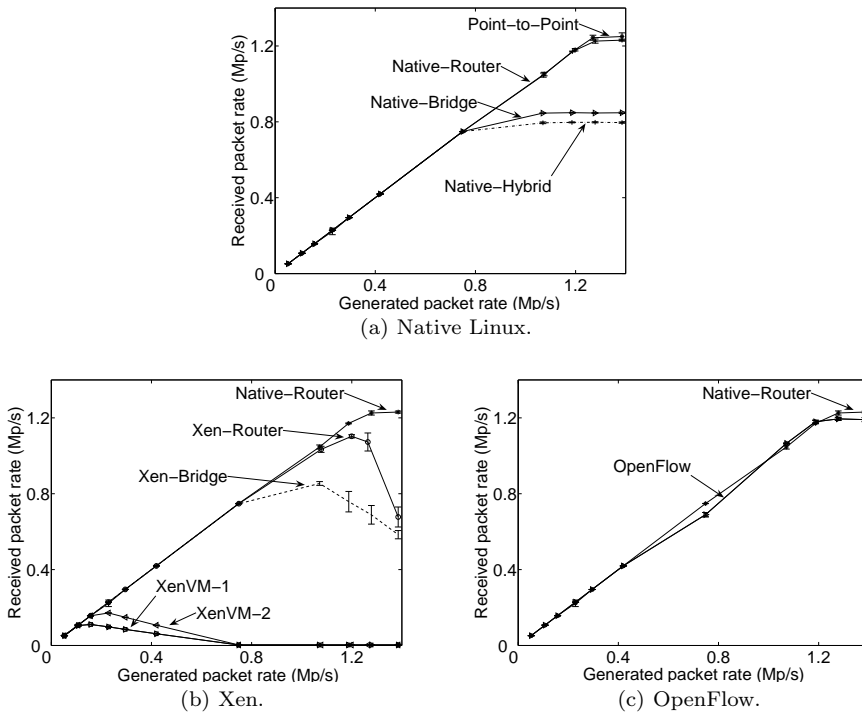 Point-to-Point
1.2
Native-Router
Native-Bridge
0.8
Native-Hybrid
0.4
0
0 0.4 0.8 1.2
Received packet rate (Mp/s)
Generated packet rate (Mp/s)
(a) Native Linux.
Native-Router
1.2
Xen-Router
Xen-Bridge
0.8
0.4
XenVM-1
XenVM-2
0
0 0.4 0.8 1.2
Received packet rate (Mp/s)
Generated packet rate (Mp/s)
(b) Xen.
Native-Router
1.2
OpenFlow
0.8
0.4
0
0 0.4 0.8 1.2
Received packet rate (Mp/s)
Generated packet rate (Mp/s)
(c) OpenFlow.